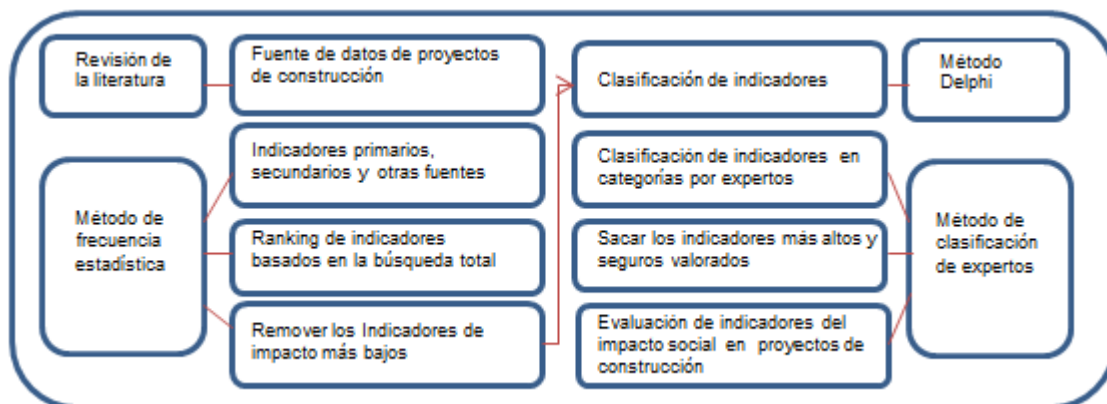 Revisión de
la literatura
Fuente de datos de proyectos
de construcción
Clasificación de indicadores
Método
Delphi
Indicadores primarios,
secundarios y otras fuentes
Clasificación de indicadores en
categorías por expertos
Método de
frecuencia
estadística
Ranking de indicadores
basados en la búsqueda total
Sacar los indicadores más altos y
seguros valorados
Método de
clasificación
de expertos
Remover los Indicadores de
impacto más bajos
Evaluación de indicadores del
impacto social en proyectos de
construcción